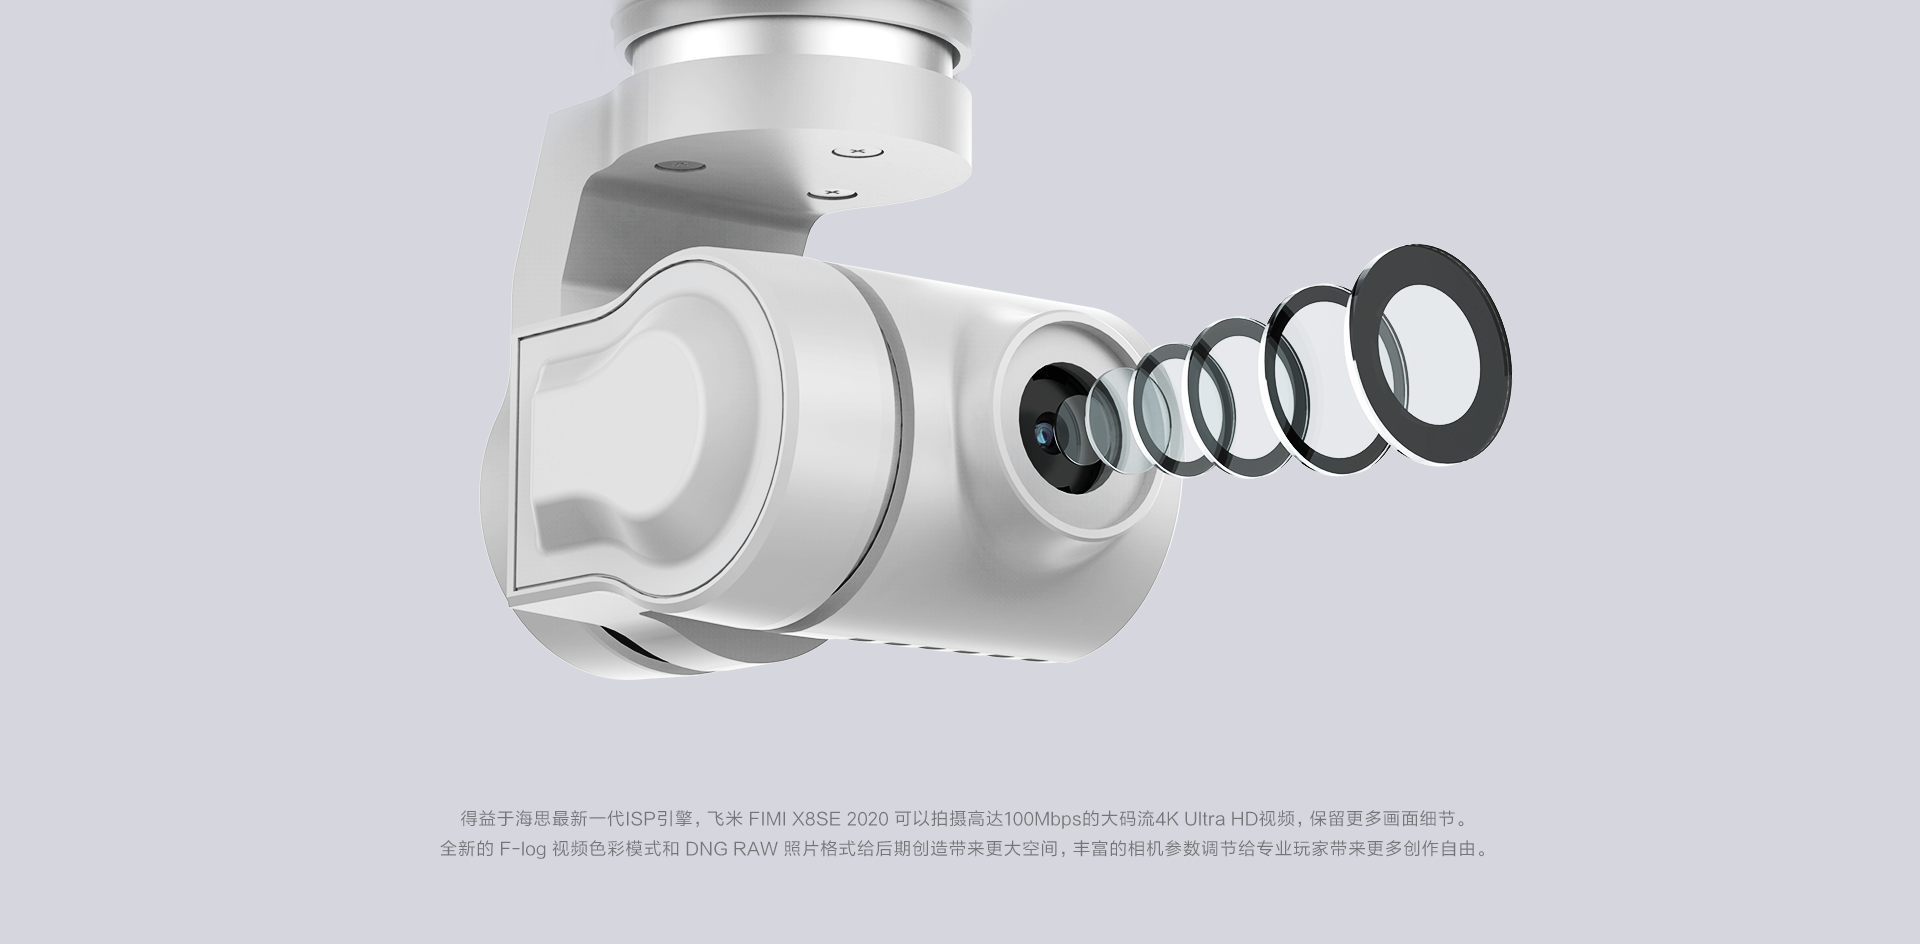 得益于海思最新一代ISP引擎，飞米 FIMI X8SE 2020 可以拍摄高达100Mbps的大码流4K Ultra HD视频，保留更多画面细节。
全新的 F-log 视频色彩模式和 DNG RAW 照片格式给后期创造带来更大空间，丰富的相机参数调节给专业玩家带来更多创作自由。